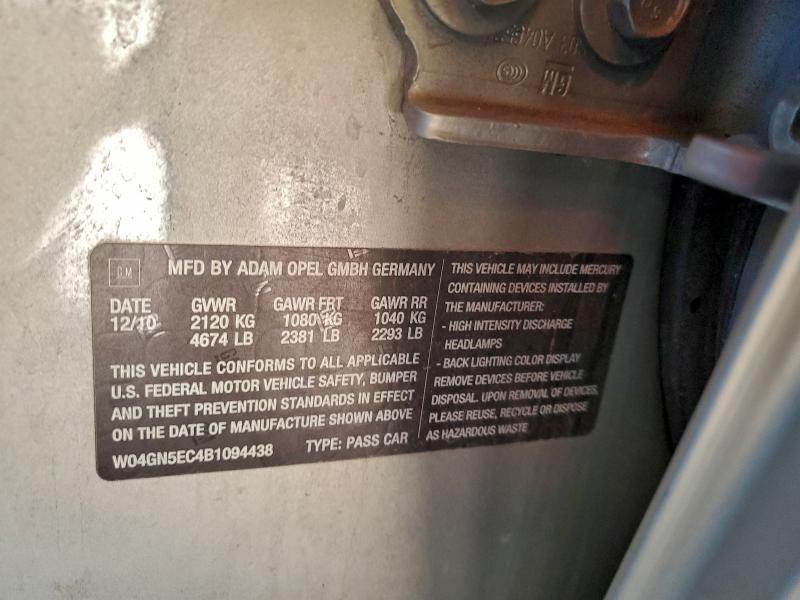 GM
GM
MFD BY ADAM OPEL GMBH GERMANY
DATE GVWR GAWR FRT GAWR RR
12/10 2120 KG 1080 KG 1040 KG
4674 LB 2381 LB 2293 LB
THIS VEHICLE CONFORMS TO ALL APPLICABLE
U.S. FEDERAL MOTOR VEHICLE SAFETY, BUMPER
AND THEFT PREVENTION STANDARDS IN EFFECT
ON THE DATE OF MANUFACTURE SHOWN ABOVE
W04GN5EC4B1094438 TYPE: PASS CAR
THIS VEHICLE MAY INCLUDE MERCURY
CONTAINING DEVICES INSTALLED BY
THE MANUFACTURER:
- HIGH INTENSITY DISCHARGE
HEADLAMPS
- BACK LIGHTING COLOR DISPLAY
REMOVE DEVICES BEFORE VEHICLE
DISPOSAL. UPON REMOVAL OF DEVICES,
PLEASE REUSE, RECYCLE OR DISPOSE
AS HAZARDOUS WASTE